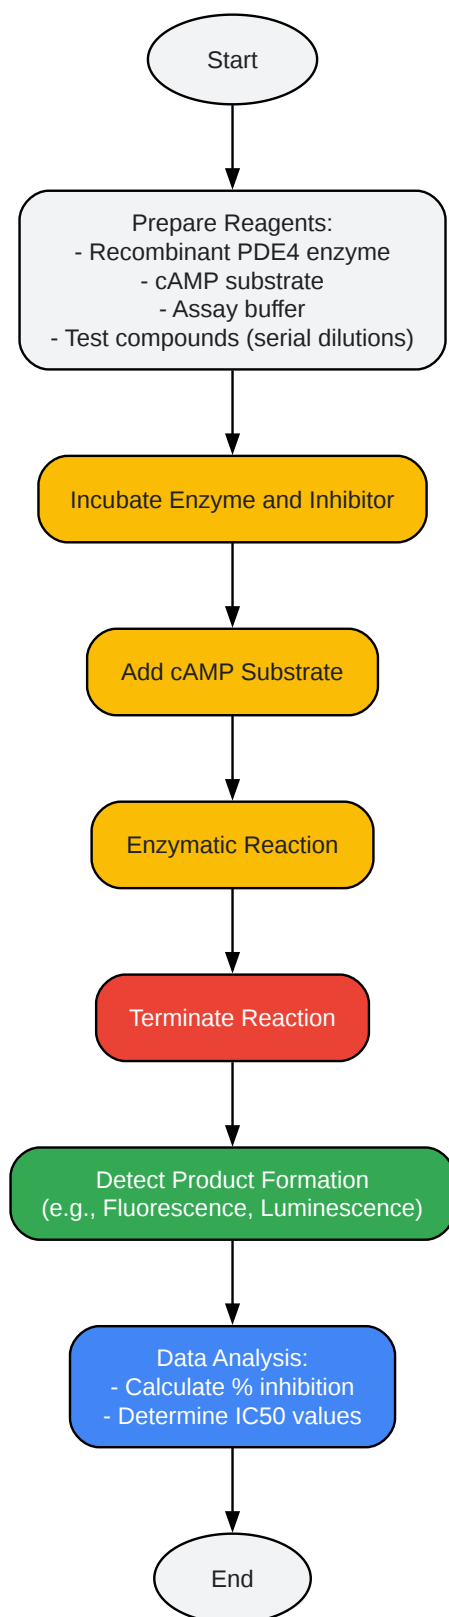 Start
Prepare Reagents:
- Recombinant PDE4 enzyme
- cAMP substrate
- Assay buffer
- Test compounds (serial dilutions)
Incubate Enzyme and Inhibitor
Add cAMP Substrate
Enzymatic Reaction
Terminate Reaction
Detect Product Formation
(e.g., Fluorescence, Luminescence)
Data Analysis:
- Calculate % inhibition
- Determine IC50 values
End